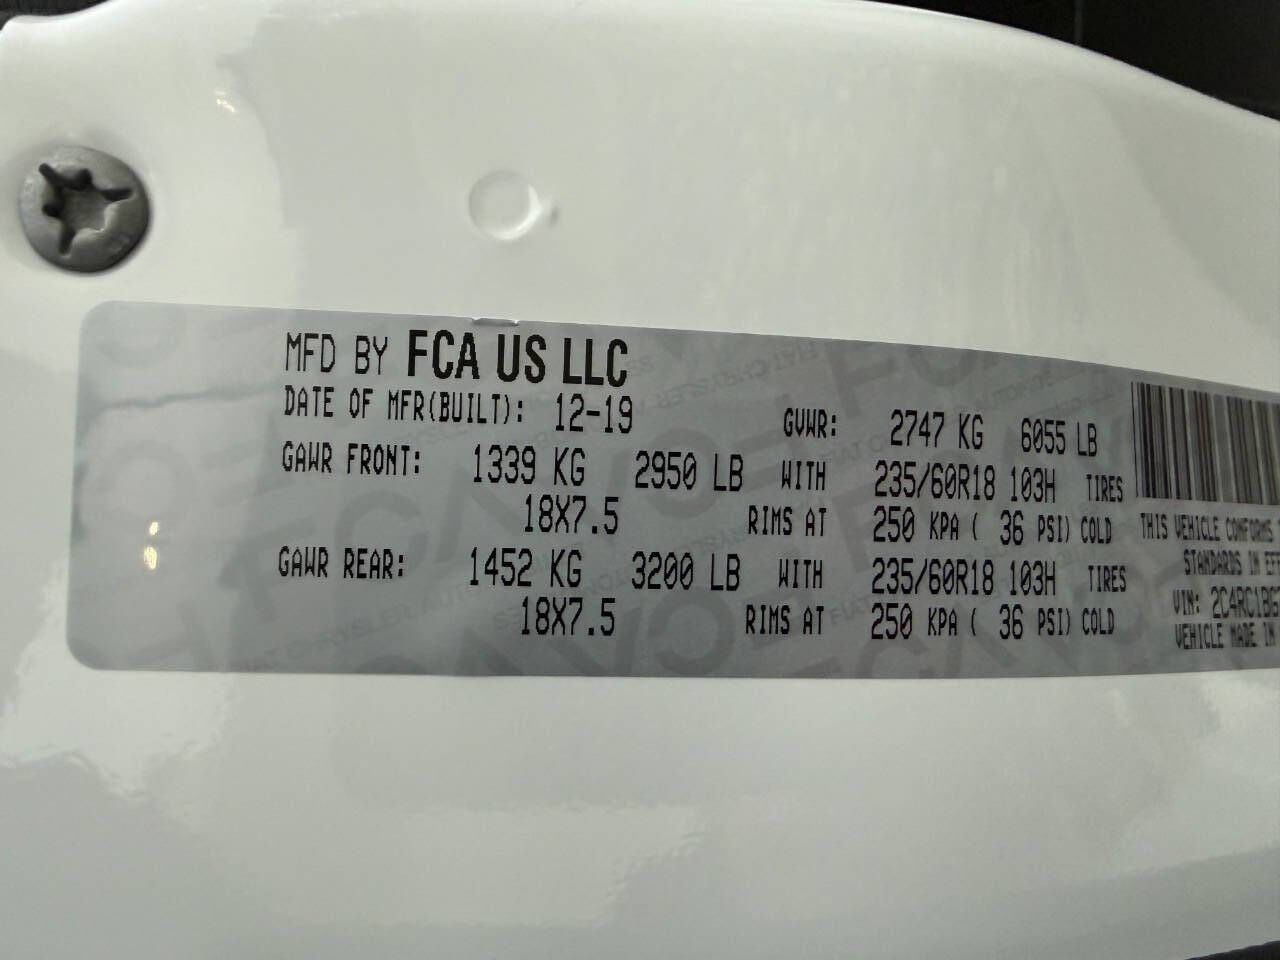 MFD BY FCA US LLC
DATE OF MFR(BUILT): 12-19 GVWR: 2747 KG 6055 LB
GAWR FRONT: 1339 KG 2950 LB WITH 235/60R18 103H TIRES
18X7.5 RIMS AT 250 KPA ( 36 PSI) COLD
GAWR REAR: 1452 KG 3200 LB WITH 235/60R18 103H TIRES
18X7.5 RIMS AT 250 KPA ( 36 PSI) COLD
THIS VEHICLE CONFORMS
STANDARDS IN EFF
VIN: 2C4RC1BG
VEHICLE MADE IN